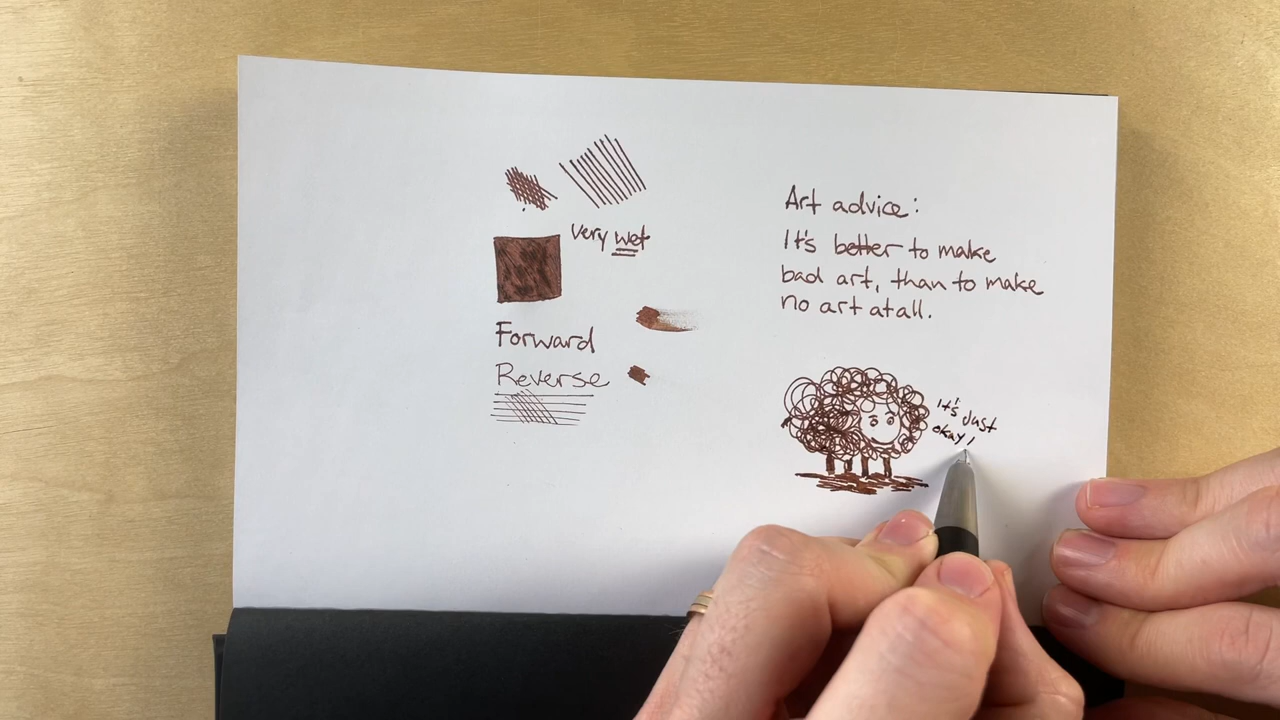 very wet
Forward
Reverse
Art advice:
It's better to make
bad art, than to make
no art at all.
It's just
okay!